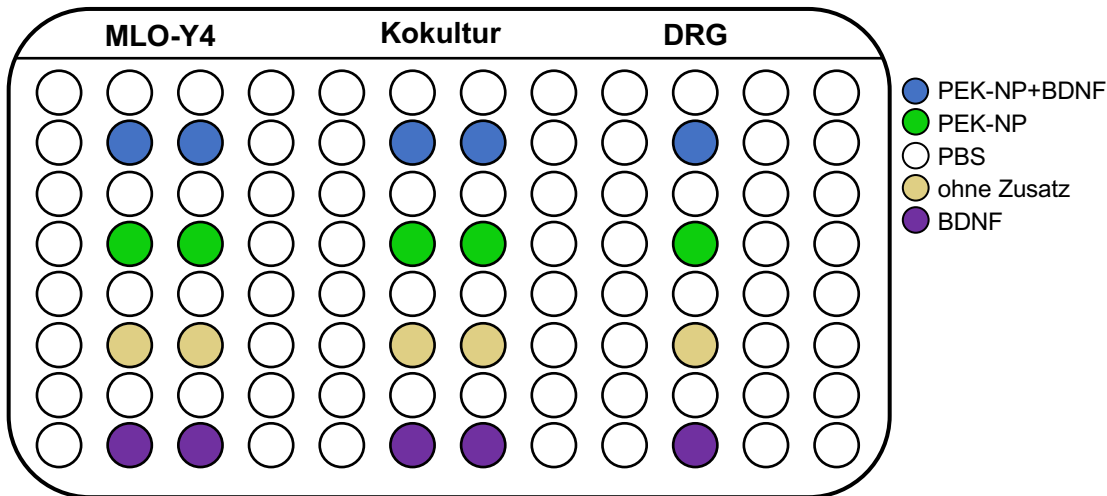 MLO-Y4 Kokultur DRG
PEK-NP+BDNF
PEK-NP
PBS
ohne Zusatz
BDNF